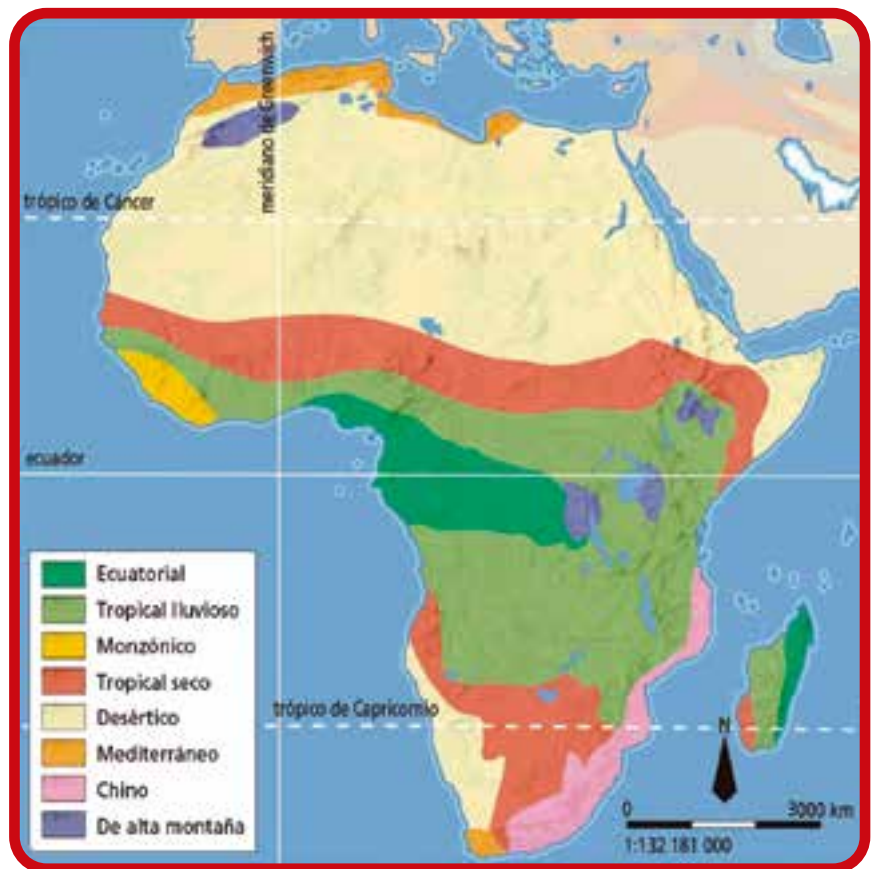 meridiano de Greenwich
trópico de Cáncer
ecuador
Ecuatorial
Tropical lluvioso
Monzónico
Tropical seco
Desértico
Mediterráneo
Chino
De alta montaña
trópico de Capricornio
N
0 3000 km
1:132 181 000